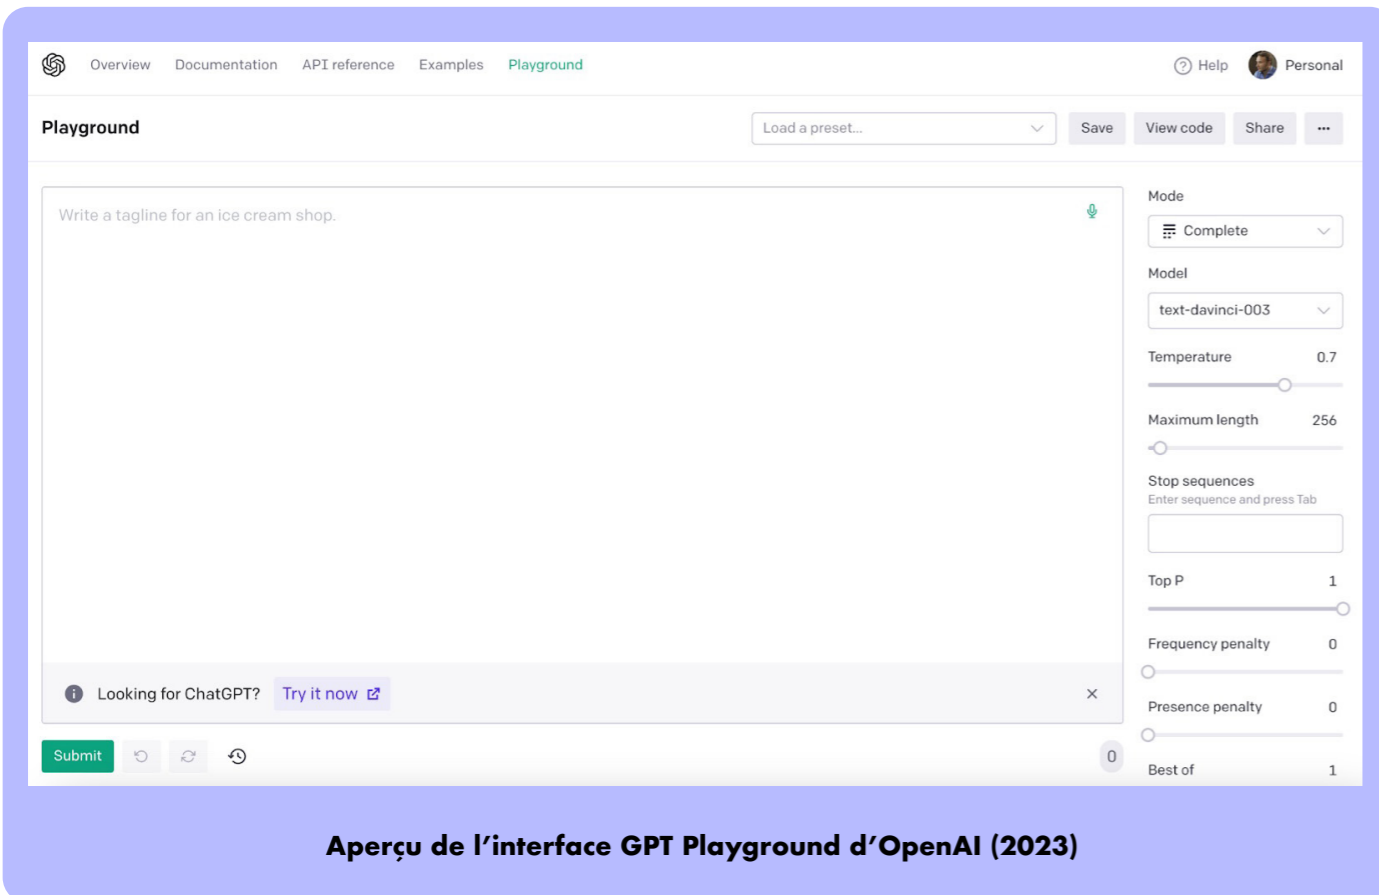 Overview Documentation API reference Examples Playground Help Personal
Playground Load a preset... Save View code Share ...
Write a tagline for an ice cream shop.
Mode
Complete
Model
text-davinci-003
Temperature 0.7
Maximum length 256
Stop sequences
Enter sequence and press Tab
Top P 1
Frequency penalty 0
Presence penalty 0
Best of 1
Looking for ChatGPT? Try it now
Submit 0
Aperçu de l’interface GPT Playground d’OpenAI (2023)